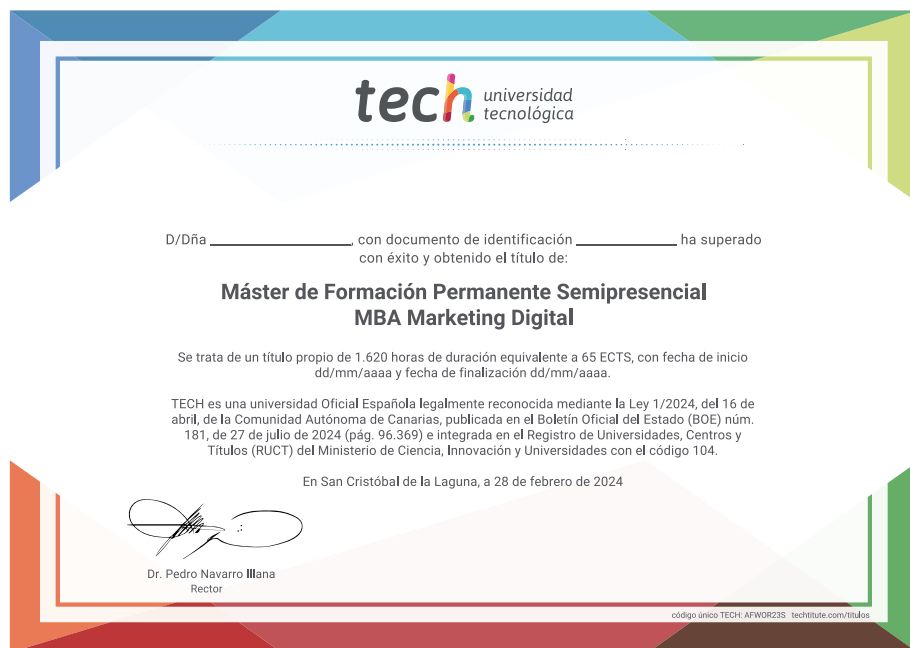 tech universidad
tecnológica
D/Dña ______________, con documento de identificación __________ ha superado
con éxito y obtenido el título de:
Máster de Formación Permanente Semipresencial
MBA Marketing Digital
Se trata de un título propio de 1.620 horas de duración equivalente a 65 ECTS, con fecha de inicio
dd/mm/aaaa y fecha de finalización dd/mm/aaaa.
TECH es una universidad Oficial Española legalmente reconocida mediante la Ley 1/2024, del 16 de
abril, de la Comunidad Autónoma de Canarias, publicada en el Boletín Oficial del Estado (BOE) núm.
181, de 27 de julio de 2024 (pág. 96.369) e integrada en el Registro de Universidades, Centros y
Títulos (RUCT) del Ministerio de Ciencia, Innovación y Universidades con el código 104.
En San Cristóbal de la Laguna, a 28 de febrero de 2024
Dr. Pedro Navarro Illana
Rector
código único TECH: AFWOR23S techtitute.com/titulos